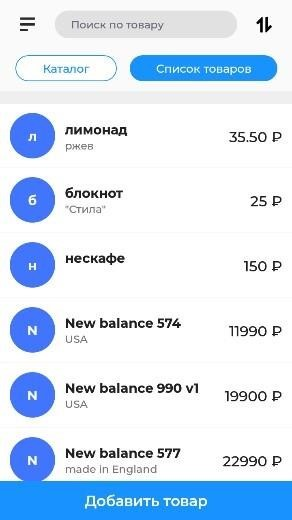 Поиск по товару
Каталог
Список товаров
л
лимонад
ржев
35.50 ₽
б
блокнот
"Стила"
25 ₽
н
нескафе
150 ₽
N
New balance 574
USA
11990 ₽
N
New balance 990 v1
USA
19900 ₽
N
New balance 577
made in England
22990 ₽
Добавить товар